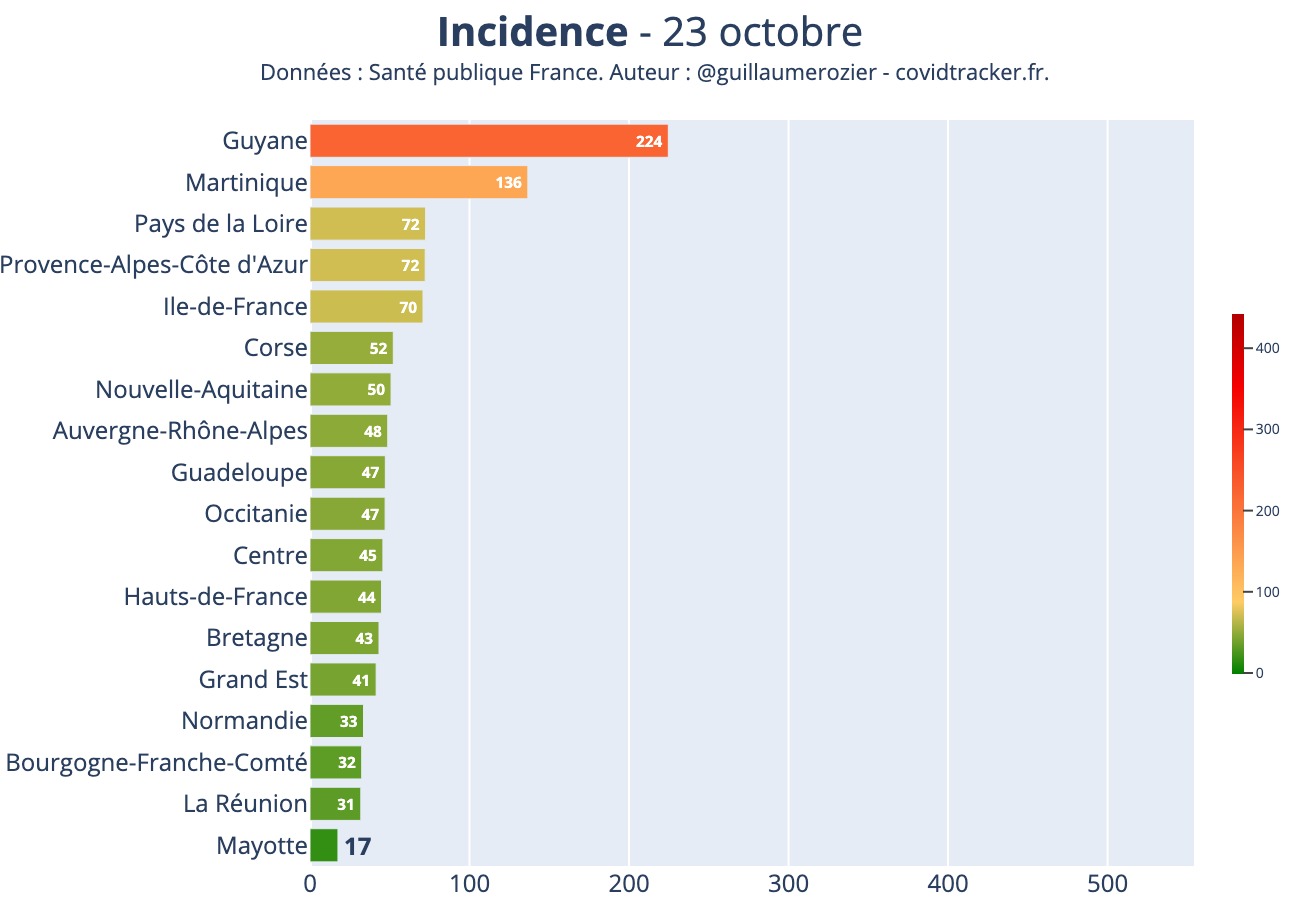 Incidence - 23 octobre
Données : Santé publique France. Auteur : @guillaumerozier - covidtracker.fr.
Guyane 224
Martinique 136
Pays de la Loire 72
Provence-Alpes-Côte d'Azur 72
Ile-de-France 70
Corse 52
Nouvelle-Aquitaine 50
Auvergne-Rhône-Alpes 48
Guadeloupe 47
Occitanie 47
Centre 45
Hauts-de-France 44
Bretagne 43
Grand Est 41
Normandie 33
Bourgogne-Franche-Comté 32
La Réunion 31
Mayotte 17
0 100 200 300 400 500
400
300
200
100
0